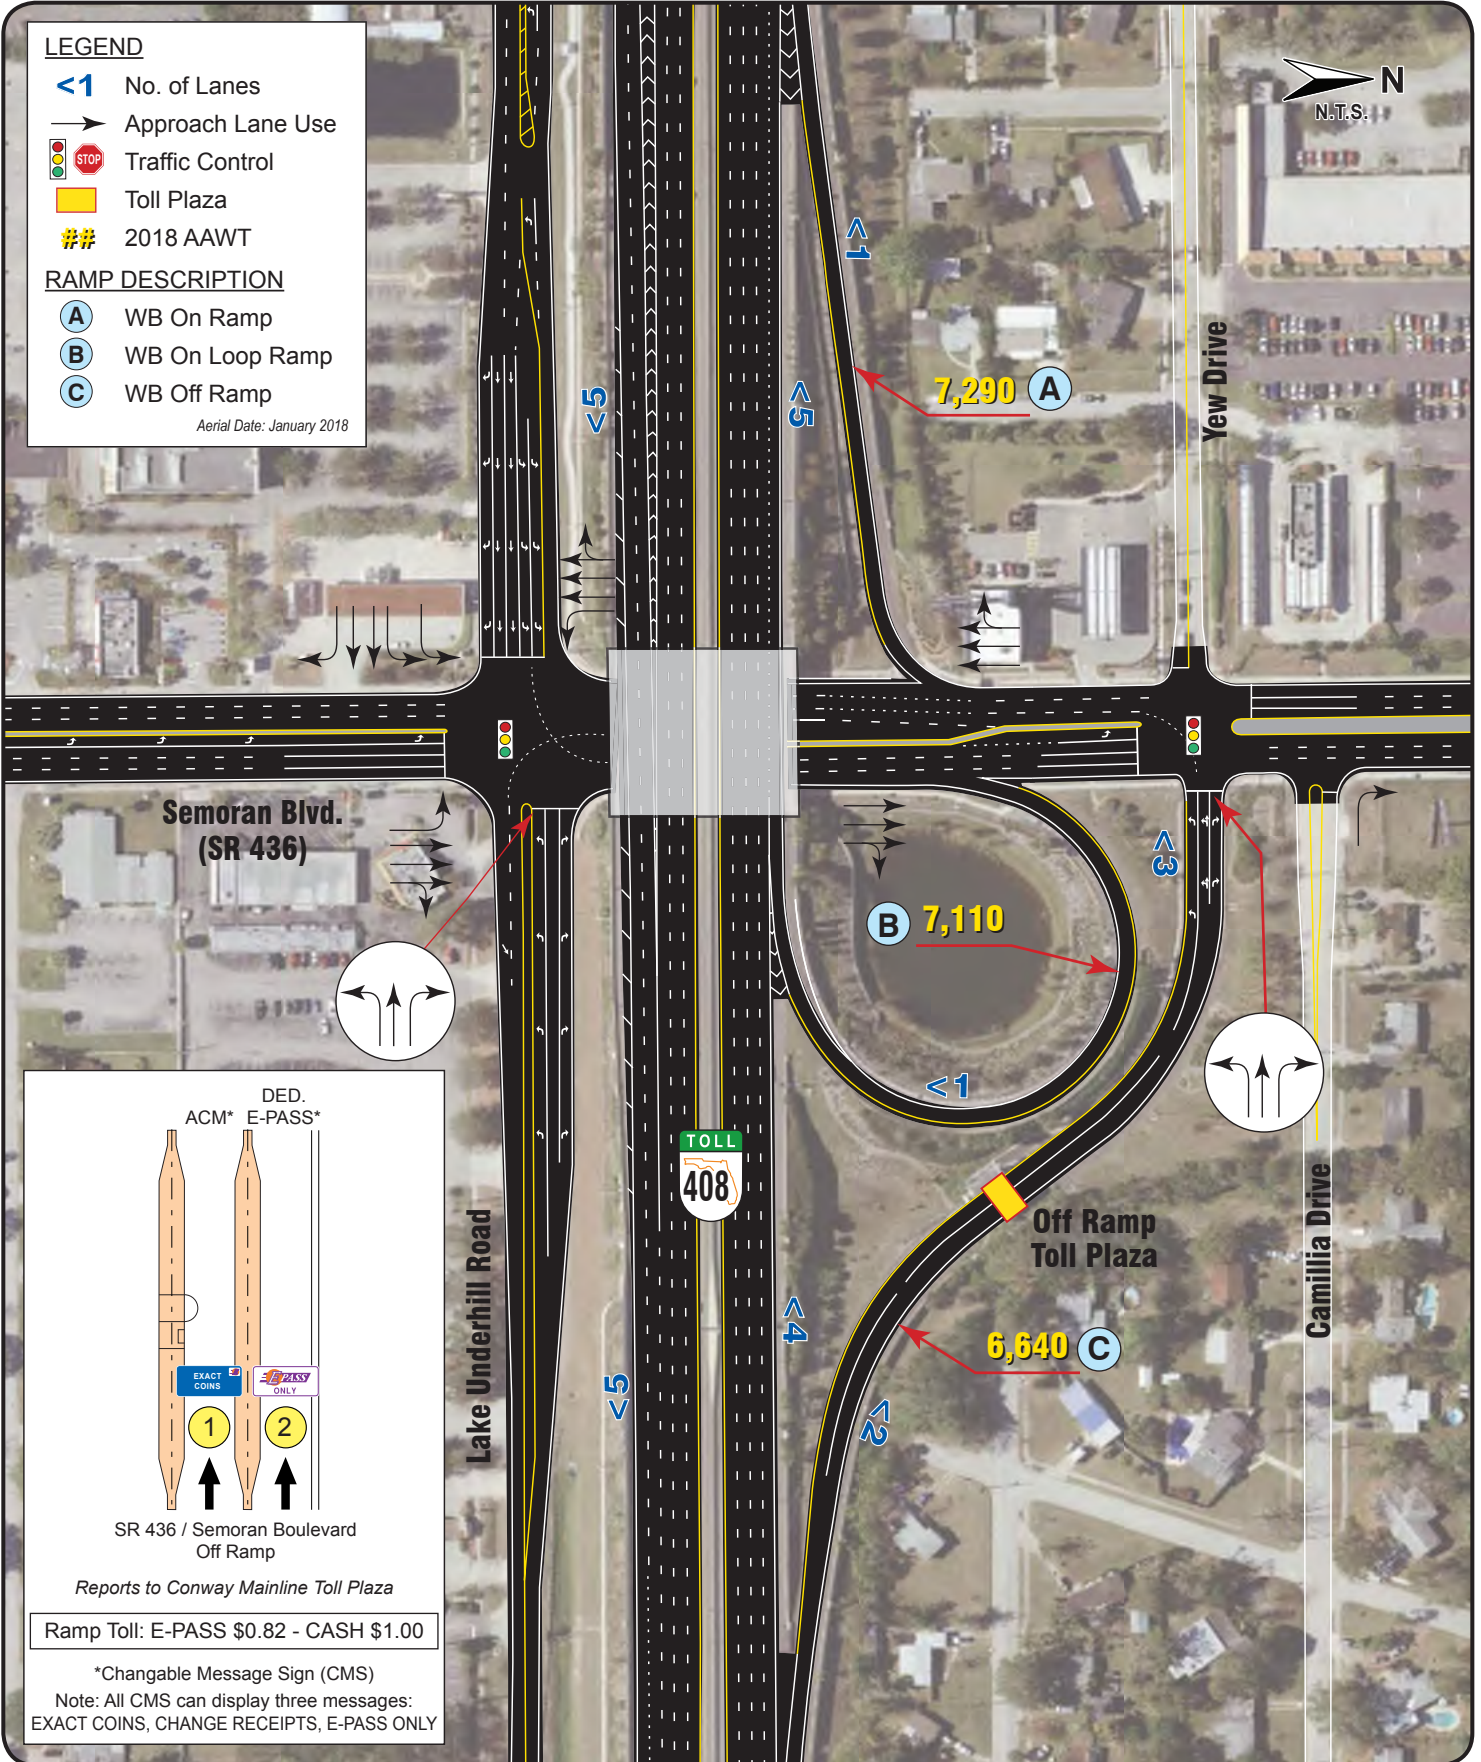 LEGEND
<1 No. of Lanes
Approach Lane Use
STOP Traffic Control
Toll Plaza
## 2018 AAWT
RAMP DESCRIPTION
A WB On Ramp
B WB On Loop Ramp
C WB Off Ramp
Aerial Date: January 2018
N
N.T.S.
<1
<5
<5
7,290 A
Yew Drive
Semoran Blvd.
(SR 436)
<3
B 7,110
<1
TOLL
408
Off Ramp
Toll Plaza
Camillia Drive
Lake Underhill Road
<4
6,640 C
<5
<2
DED.
ACM* E-PASS*
EXACT
COINS
E-PASS
ONLY
1 2
SR 436 / Semoran Boulevard
Off Ramp
Reports to Conway Mainline Toll Plaza
Ramp Toll: E-PASS $0.82 - CASH $1.00
*Changable Message Sign (CMS)
Note: All CMS can display three messages:
EXACT COINS, CHANGE RECEIPTS, E-PASS ONLY